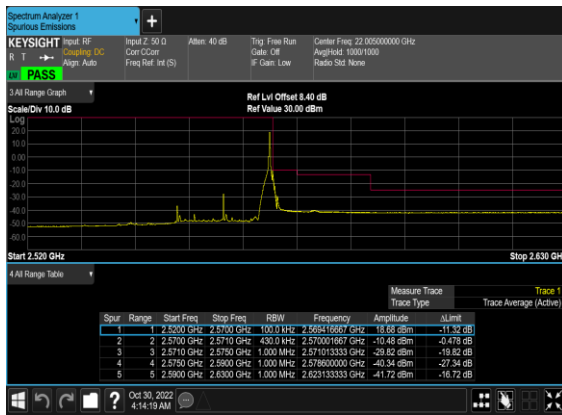 Spectrum Analyzer 1
Spurious Emissions
KEYSIGHT Input: RF Input Z: 50 Ω Atten: 40 dB Trig: Free Run Center Freq: 22.005000000 GHz
R T Coupling: DC Corr CCorr Gate: Off Avg|Hold: 1000/1000
Align: Auto Freq Ref: Int (S) IF Gain: Low Radio Std: None
PASS
3 All Range Graph
Ref Lvl Offset 8.40 dB
Scale/Div 10.0 dB Ref Value 30.00 dBm
Log
20.0
10.0
0.00
-10.0
-20.0
-30.0
-40.0
-50.0
-60.0
Start 2.520 GHz Stop 2.630 GH
4 All Range Table
Measure Trace Trace 1
Trace Type Trace Average (Active)
Spur Range Start Freq Stop Freq RBW Frequency Amplitude ΔLimit
1 1 2.5200 GHz 2.5700 GHz 100.0 kHz 2.569416667 GHz 18.68 dBm -11.32 dB
2 2 2.5700 GHz 2.5710 GHz 430.0 kHz 2.570001667 GHz -10.48 dBm -0.478 dB
3 3 2.5710 GHz 2.5750 GHz 1.000 MHz 2.571013333 GHz -29.82 dBm -19.82 dB
4 4 2.5750 GHz 2.5900 GHz 1.000 MHz 2.578600000 GHz -40.34 dBm -27.34 dB
5 5 2.5900 GHz 2.6300 GHz 1.000 MHz 2.623133333 GHz -41.72 dBm -16.72 dB
Oct 30, 2022
4:14:19 AM